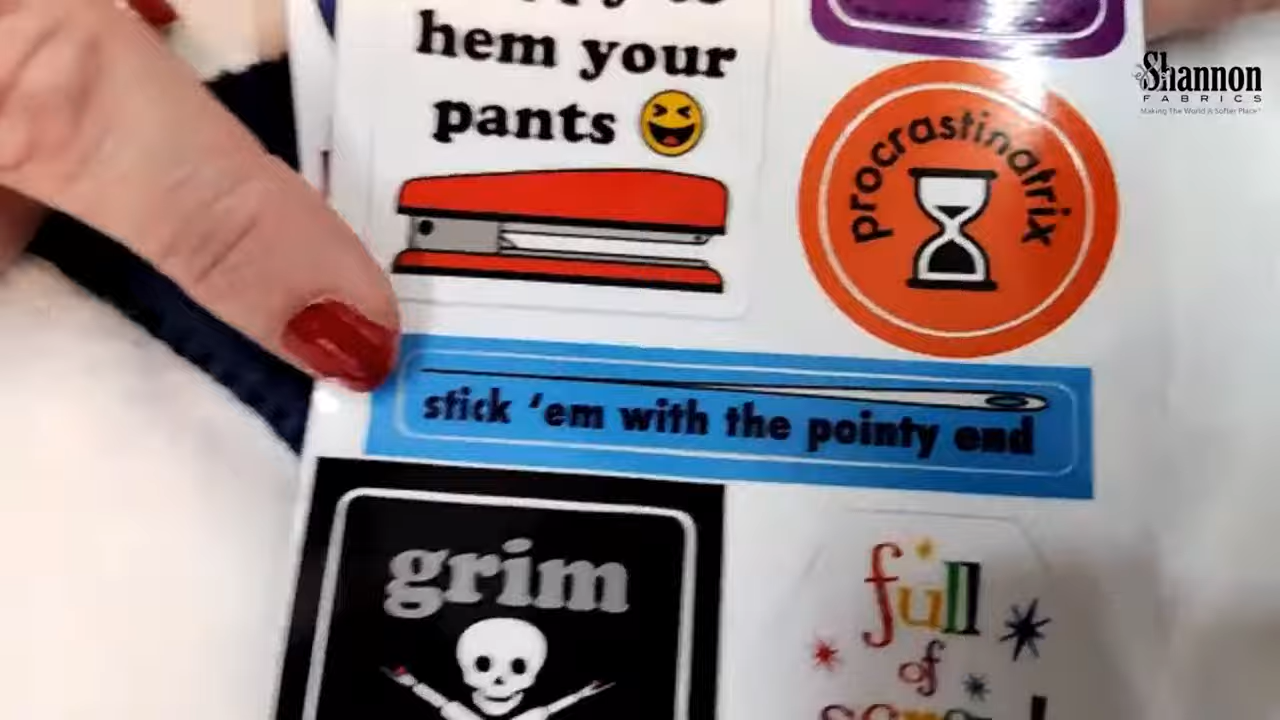 hem your
pants
procrastinatrix
stick ‘em with the pointy end
grim
full
of
Shannon
FABRICS
Making The World A Softer Place